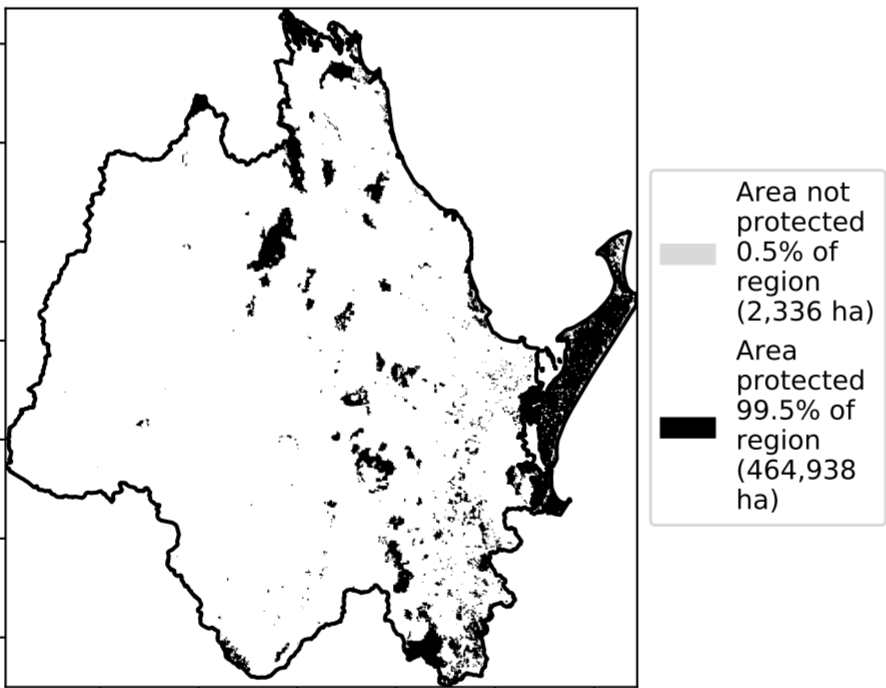 Area not
protected
0.5% of
region
(2,336 ha)
Area
protected
99.5% of
region
(464,938
ha)